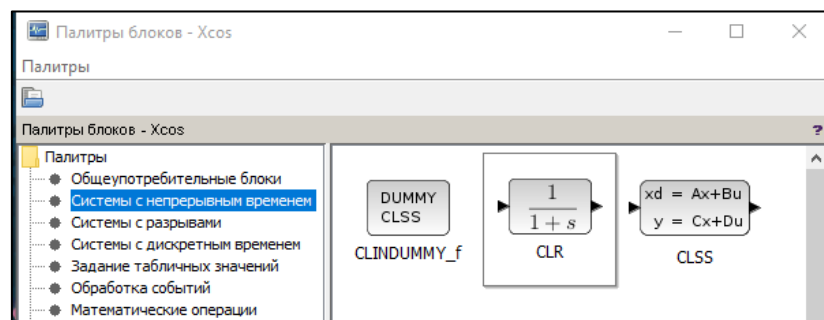 Палитры блоков - Xcos
Палитры
Палитры блоков - Xcos
?
Палитры
Общеупотребительные блоки
Системы с непрерывным временем
Системы с разрывами
Системы с дискретным временем
Задание табличных значений
Обработка событий
Математические операции
DUMMY
CLSS
CLINDUMMY_f
1
1 + s
CLR
xd = Ax+Bu
y = Cx+Du
CLSS